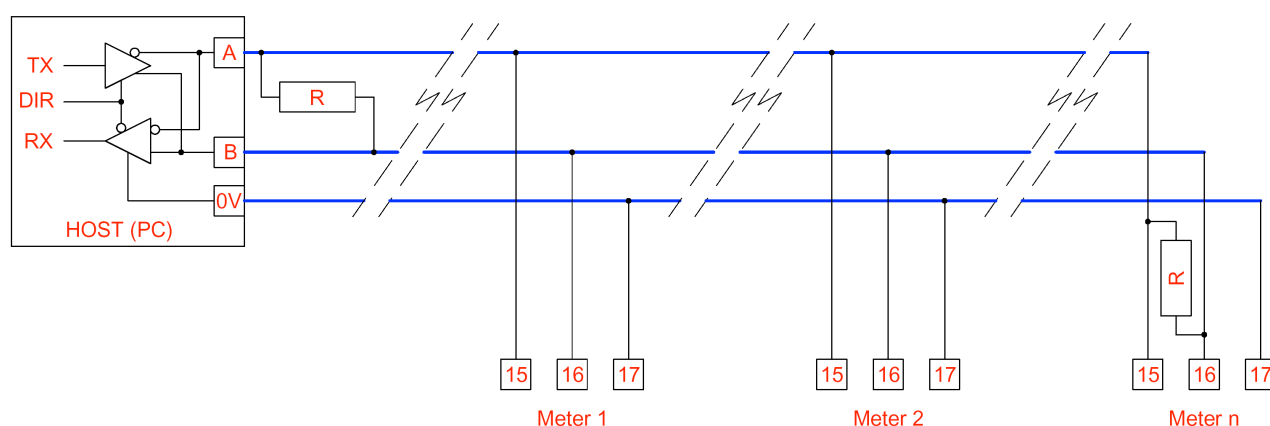 TX
DIR
RX
A
B
0V
HOST (PC)
R
R
15
16
17
15
16
17
15
16
17
Meter 1
Meter 2
Meter n